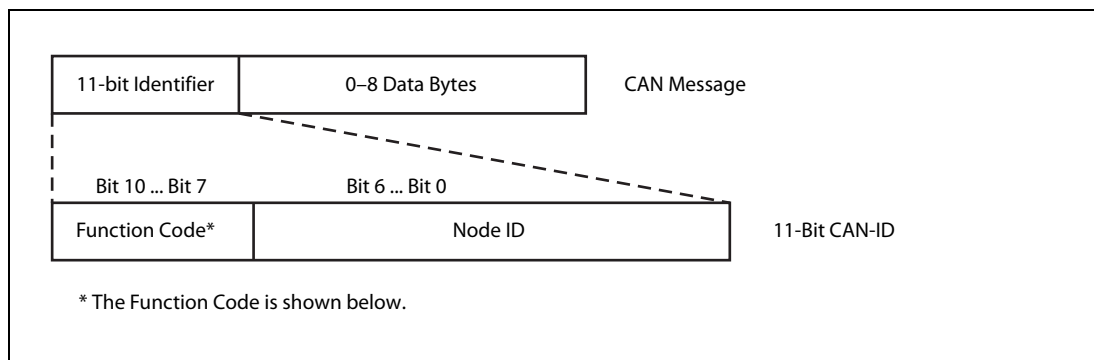 11-bit Identifier 0–8 Data Bytes CAN Message
Bit 10 ... Bit 7 Bit 6 ... Bit 0
Function Code* Node ID 11-Bit CAN-ID
* The Function Code is shown below.